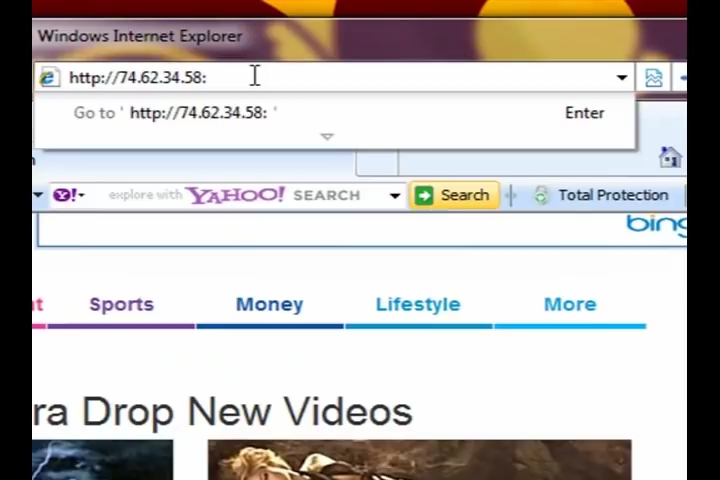 Windows Internet Explorer
http://74.62.34.58:
Go to ' http://74.62.34.58: ' Enter
Y! explore with YAHOO! SEARCH Search Total Protection
bing
Sports Money Lifestyle More
ra Drop New Videos